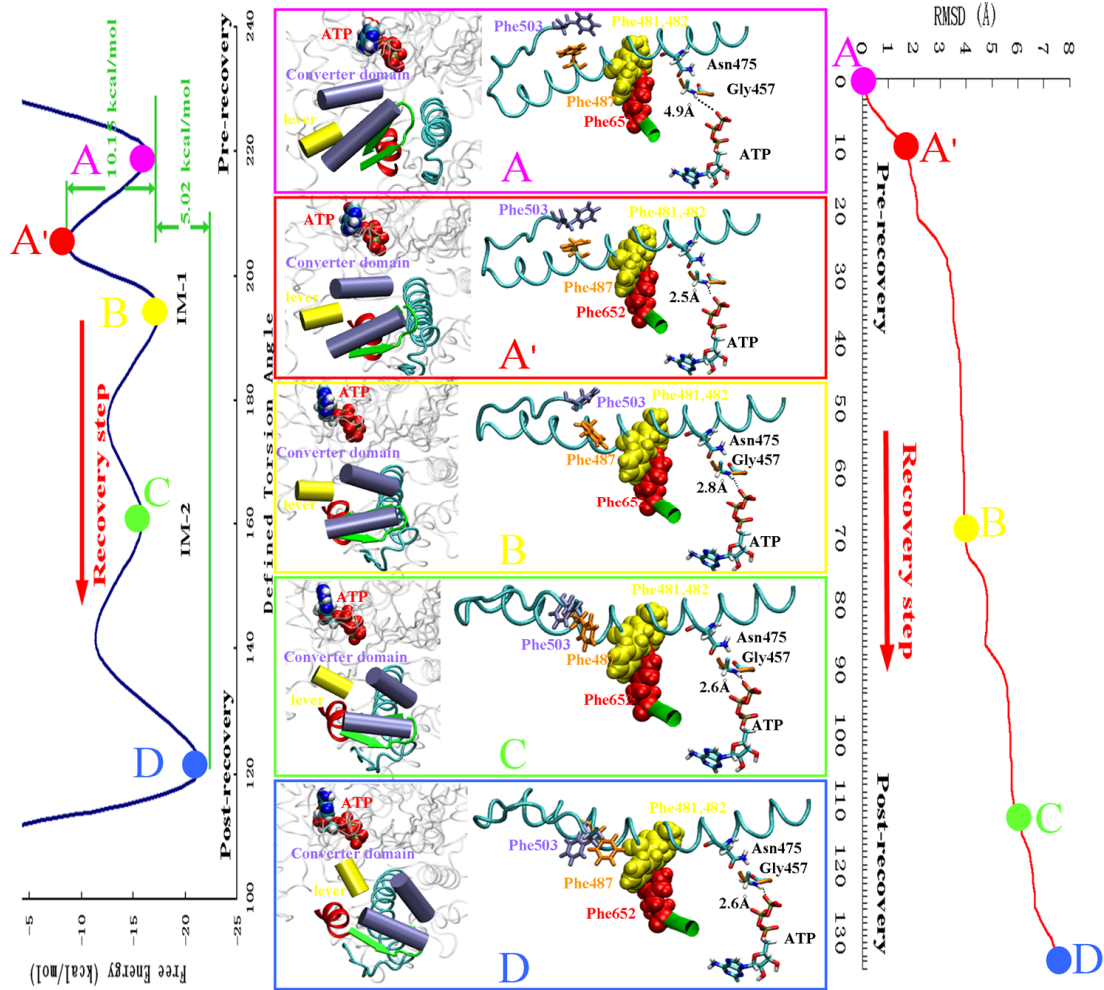 240
220
200
180
160
140
120
100
Pre-recovery
IM-1
IM-2
Post-recovery
Defined Torsion Angle
10.16 kcal/mol
5.02 kcal/mol
A
A'
B
C
D
Recovery step
-5
-10
-15
-20
-25
Free Energy (kcal/mol)
ATP
Converter domain
lever
Phe503
Phe481,482
Asn475
Gly457
Phe487
Phe65
4.9Å
ATP
A
ATP
Converter domain
lever
Phe503
Phe481,482
Phe487
2.5Å
Phe652
ATP
A'
ATP
Converter domain
lever
Phe503
Phe481,482
Asn475
Gly457
Phe487
2.8Å
Phe65
ATP
B
ATP
Converter domain
lever
Phe481,482
Asn475
Phe503
Phe487
Gly457
2.6Å
Phe652
ATP
C
ATP
Converter domain
lever
Phe481,482
Phe503
Asn475
Gly457
Phe487
2.6Å
Phe652
ATP
D
RMSD (Å)
0 1 2 3 4 5 6 7 8
0
10
20
30
40
50
60
70
80
90
100
110
120
130
Pre-recovery
Post-recovery
Recovery step
A
A'
B
C
D